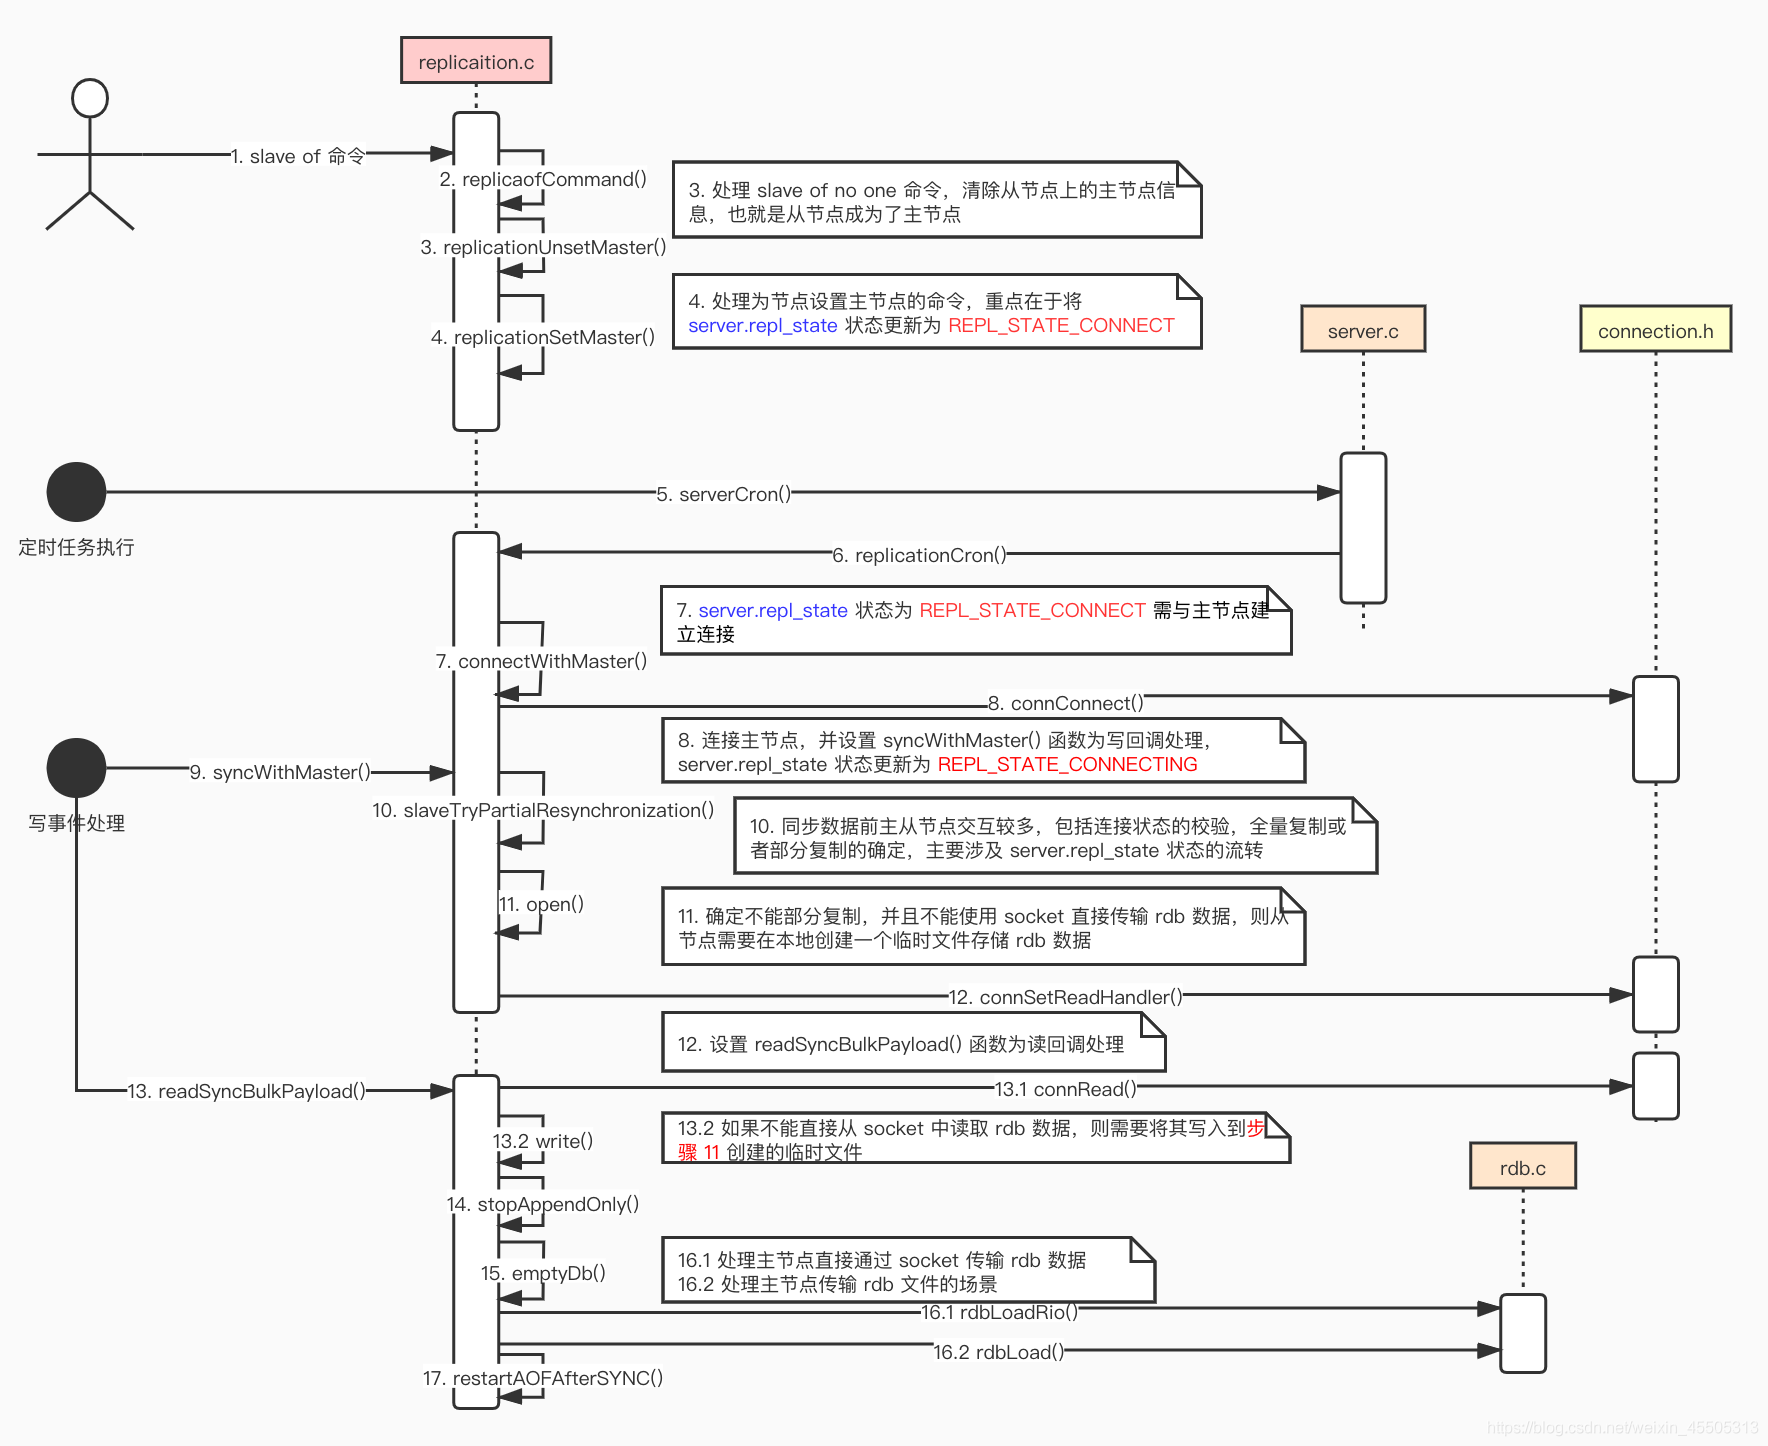 replicaition.c
1. slave of 命令
2. replicaofCommand()
3. 处理 slave of no one 命令，清除从节点上的主节点信
息，也就是从节点成为了主节点
3. replicationUnsetMaster()
4. 处理为节点设置主节点的命令，重点在于将
server.repl_state 状态更新为 REPL_STATE_CONNECT
4. replicationSetMaster()
server.c
connection.h
5. serverCron()
定时任务执行
6. replicationCron()
7. server.repl_state 状态为 REPL_STATE_CONNECT 需与主节点建
立连接
7. connectWithMaster()
8. connConnect()
8. 连接主节点，并设置 syncWithMaster() 函数为写回调处理，
server.repl_state 状态更新为 REPL_STATE_CONNECTING
9. syncWithMaster()
写事件处理
10. slaveTryPartialResynchronization()
10. 同步数据前主从节点交互较多，包括连接状态的校验，全量复制或
者部分复制的确定，主要涉及 server.repl_state 状态的流转
11. open()
11. 确定不能部分复制，并且不能使用 socket 直接传输 rdb 数据，则从
节点需要在本地创建一个临时文件存储 rdb 数据
12. connSetReadHandler()
12. 设置 readSyncBulkPayload() 函数为读回调处理
13. readSyncBulkPayload()
13.1 connRead()
13.2 如果不能直接从 socket 中读取 rdb 数据，则需要将其写入到步
骤 11 创建的临时文件
13.2 write()
rdb.c
14. stopAppendOnly()
16.1 处理主节点直接通过 socket 传输 rdb 数据
16.2 处理主节点传输 rdb 文件的场景
15. emptyDb()
16.1 rdbLoadRio()
16.2 rdbLoad()
17. restartAOFAfterSYNC()
https://blog.csdn.net/weixin_45505313